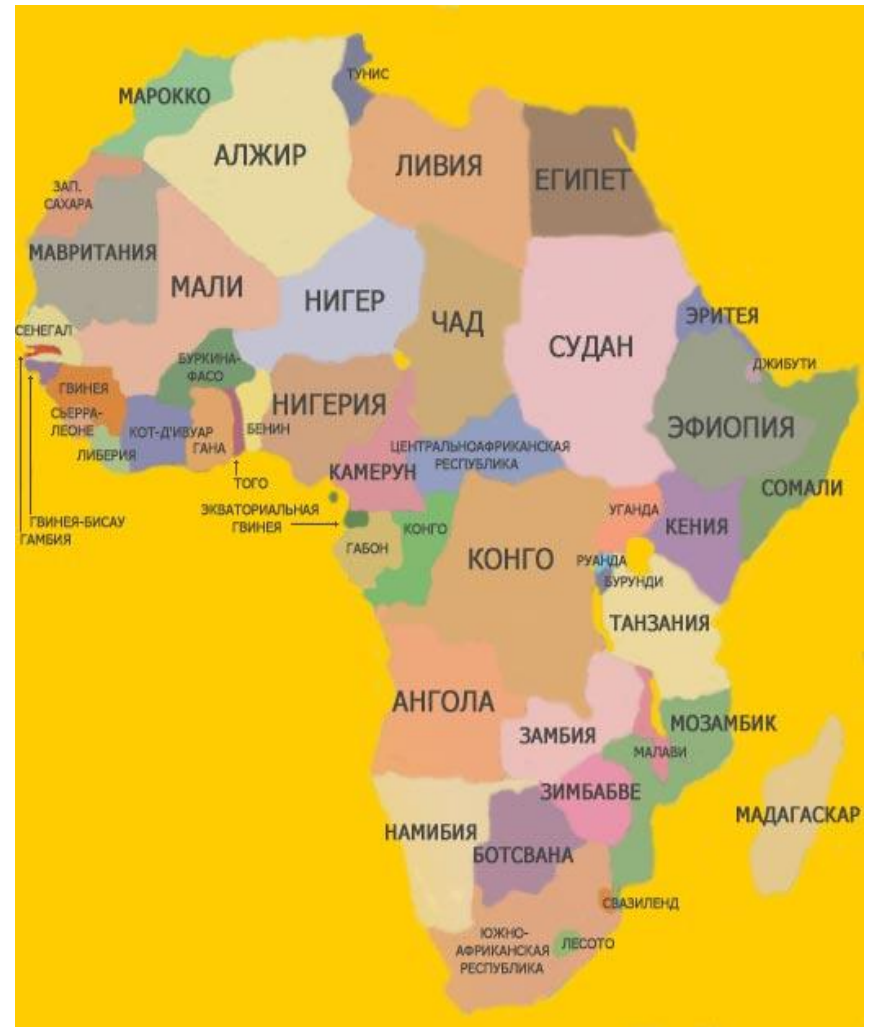 ТУНИС
МАРОККО
АЛЖИР
ЛИВИЯ
ЕГИПЕТ
ЗАП.
САХАРА
МАВРИТАНИЯ
МАЛИ
НИГЕР
ЧАД
СУДАН
ЭРИТЕЯ
СЕНЕГАЛ
БУРКИНА-
ФАСО
ДЖИБУТИ
ГВИНЕЯ
НИГЕРИЯ
ЭФИОПИЯ
СЬЕРРА-
ЛЕОНЕ
КОТ-Д'ИВУАР
ГАНА
БЕНИН
ЛИБЕРИЯ
ЦЕНТРАЛЬНОАФРИКАНСКАЯ
РЕСПУБЛИКА
КАМЕРУН
ТОГО
СОМАЛИ
ЭКВАТОРИАЛЬНАЯ
ГВИНЕЯ
УГАНДА
КЕНИЯ
ГВИНЕЯ-БИСАУ
ГАМБИЯ
КОНГО
ГАБОН
КОНГО
РУАНДА
БУРУНДИ
ТАНЗАНИЯ
АНГОЛА
ЗАМБИЯ
МОЗАМБИК
МАЛАВИ
ЗИМБАБВЕ
МАДАГАСКАР
НАМИБИЯ
БОТСВАНА
СВАЗИЛЕНД
ЮЖНО-
АФРИКАНСКАЯ
РЕСПУБЛИКА
ЛЕСОТО